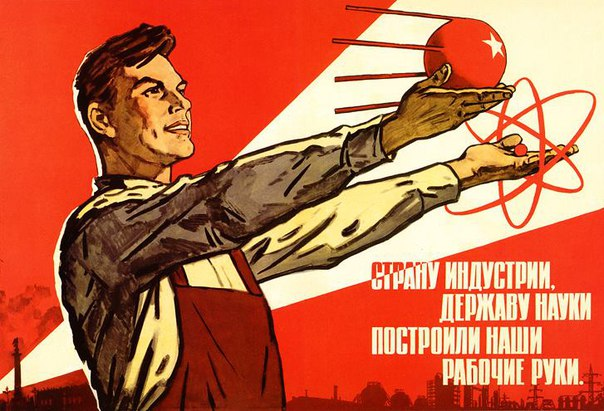 СТРАНУ ИНДУСТРИИ,
ДЕРЖАВУ НАУКИ
ПОСТРОИЛИ НАШИ
РАБОЧИЕ РУКИ.